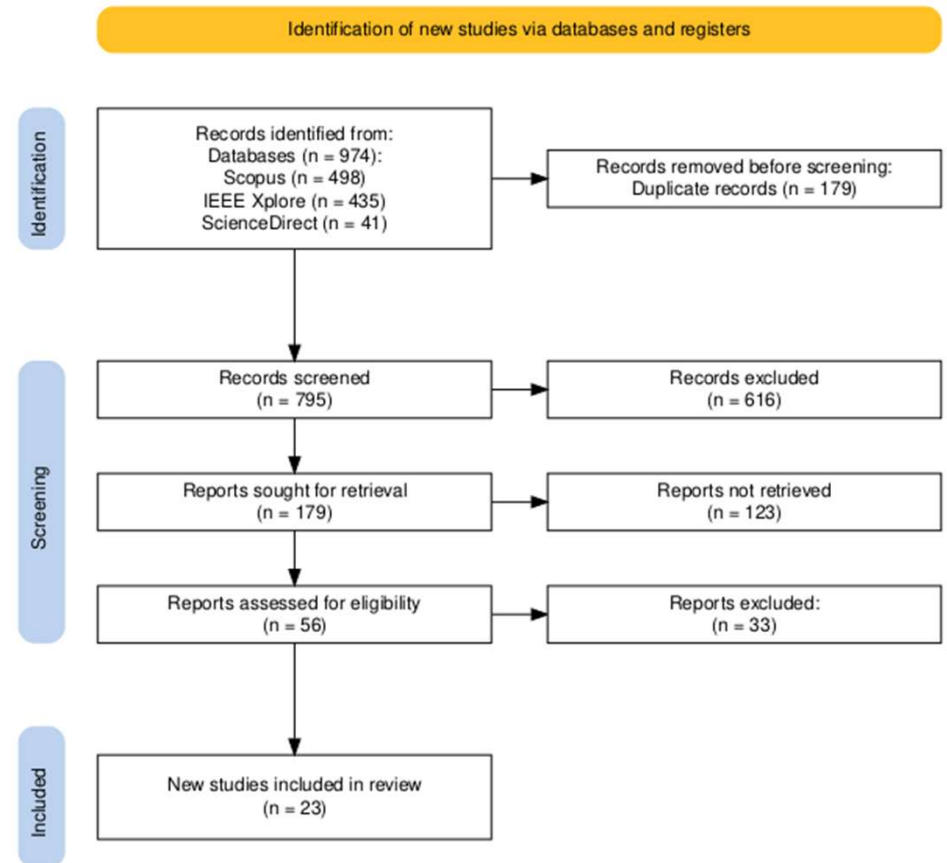 Identification of new studies via databases and registers
Identification
Records identified from:
Databases (n = 974):
Scopus (n = 498)
IEEE Xplore (n = 435)
ScienceDirect (n = 41)
Records removed before screening:
Duplicate records (n = 179)
Screening
Records screened
(n = 795)
Records excluded
(n = 616)
Reports sought for retrieval
(n = 179)
Reports not retrieved
(n = 123)
Reports assessed for eligibility
(n = 56)
Reports excluded:
(n = 33)
Included
New studies included in review
(n = 23)